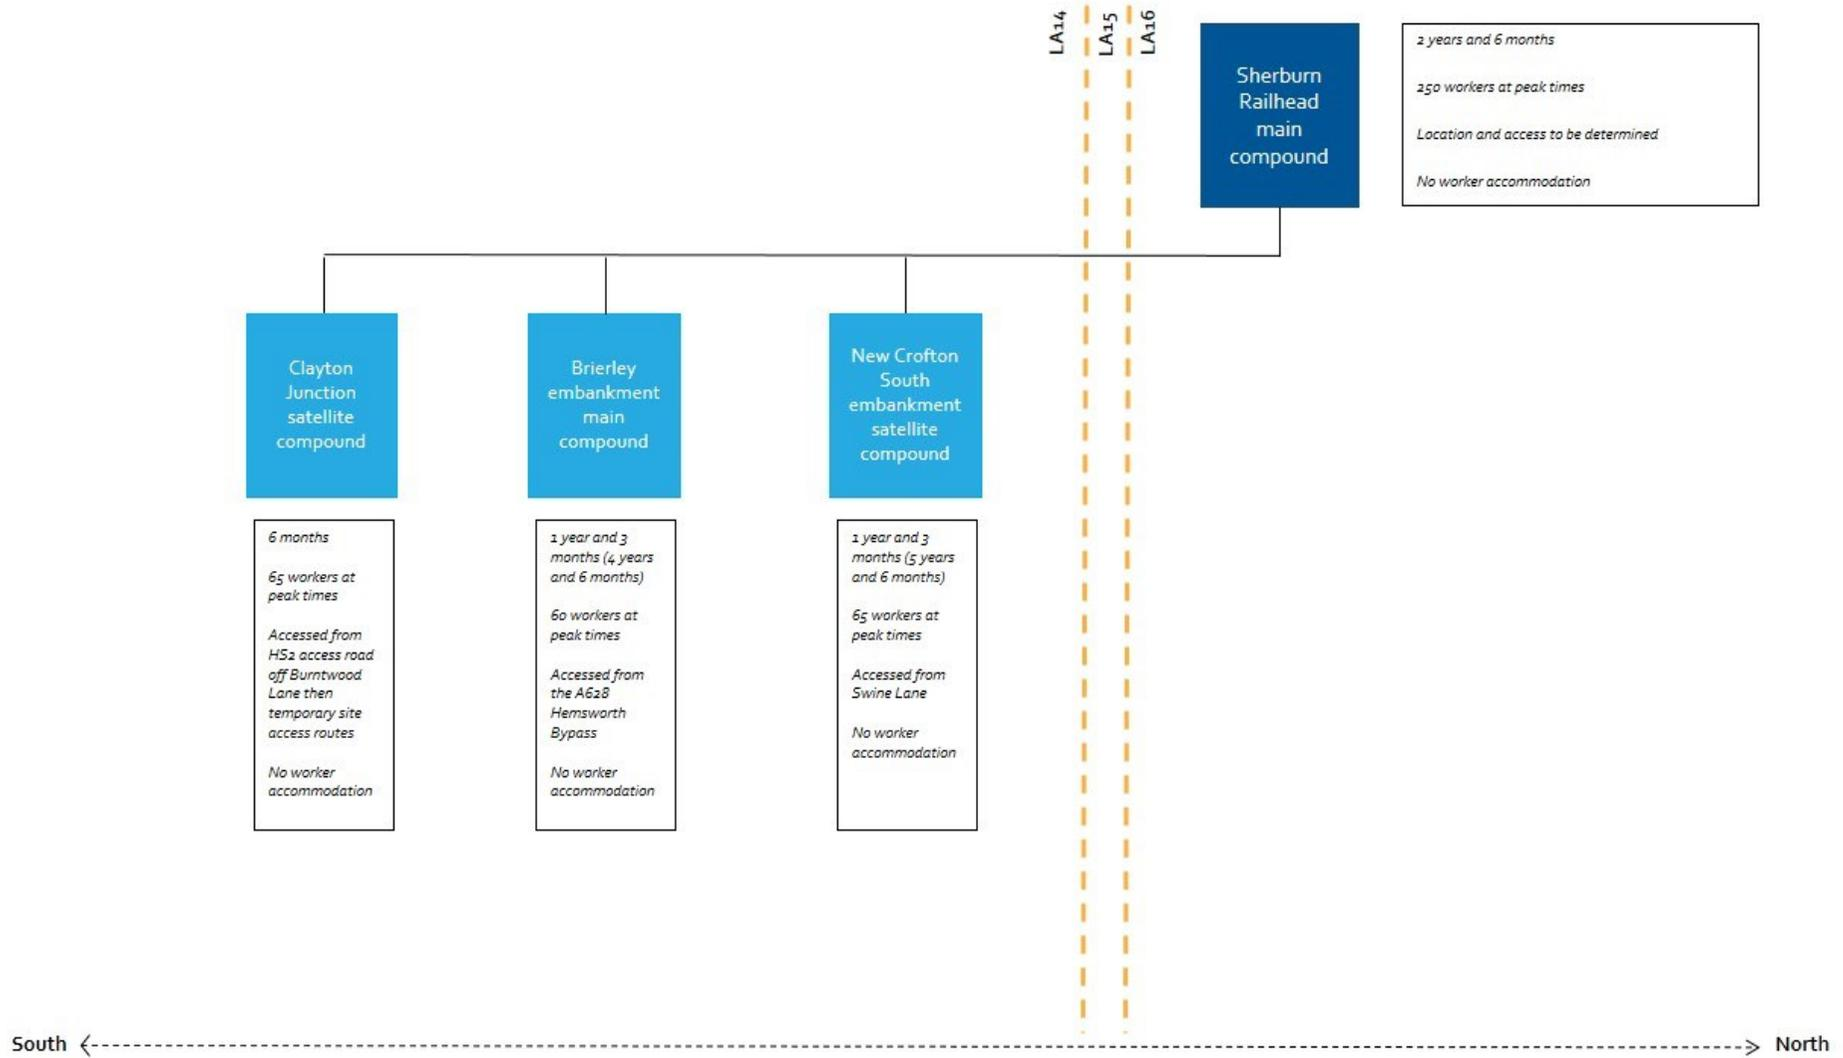 LA14
LA15
LA16
Sherburn
Railhead
main
compound
2 years and 6 months
250 workers at peak times
Location and access to be determined
No worker accommodation
Clayton
Junction
satellite
compound
Brierley
embankment
main
compound
New Crofton
South
embankment
satellite
compound
6 months
65 workers at
peak times
Accessed from
HS2 access road
off Burntwood
Lane then
temporary site
access routes
No worker
accommodation
1 year and 3
months (4 years
and 6 months)
60 workers at
peak times
Accessed from
the A628
Hemsworth
Bypass
No worker
accommodation
1 year and 3
months (5 years
and 6 months)
65 workers at
peak times
Accessed from
Swine Lane
No worker
accommodation
South
North